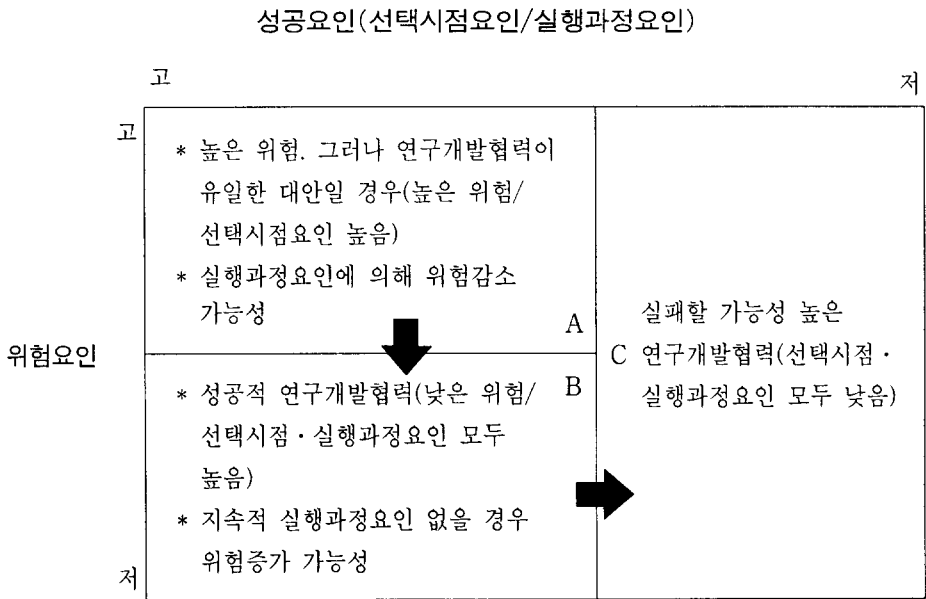 성공요인(선택시점요인/실행과정요인)
고
저
고
* 높은 위험. 그러나 연구개발협력이
유일한 대안일 경우(높은 위험/
선택시점요인 높음)
* 실행과정요인에 의해 위험감소
가능성
A
위험요인
* 성공적 연구개발협력(낮은 위험/
선택시점·실행과정요인 모두
높음)
* 지속적 실행과정요인 없을 경우
위험증가 가능성
B
저
실패할 가능성 높은
C 연구개발협력(선택시점·
실행과정요인 모두 낮음)